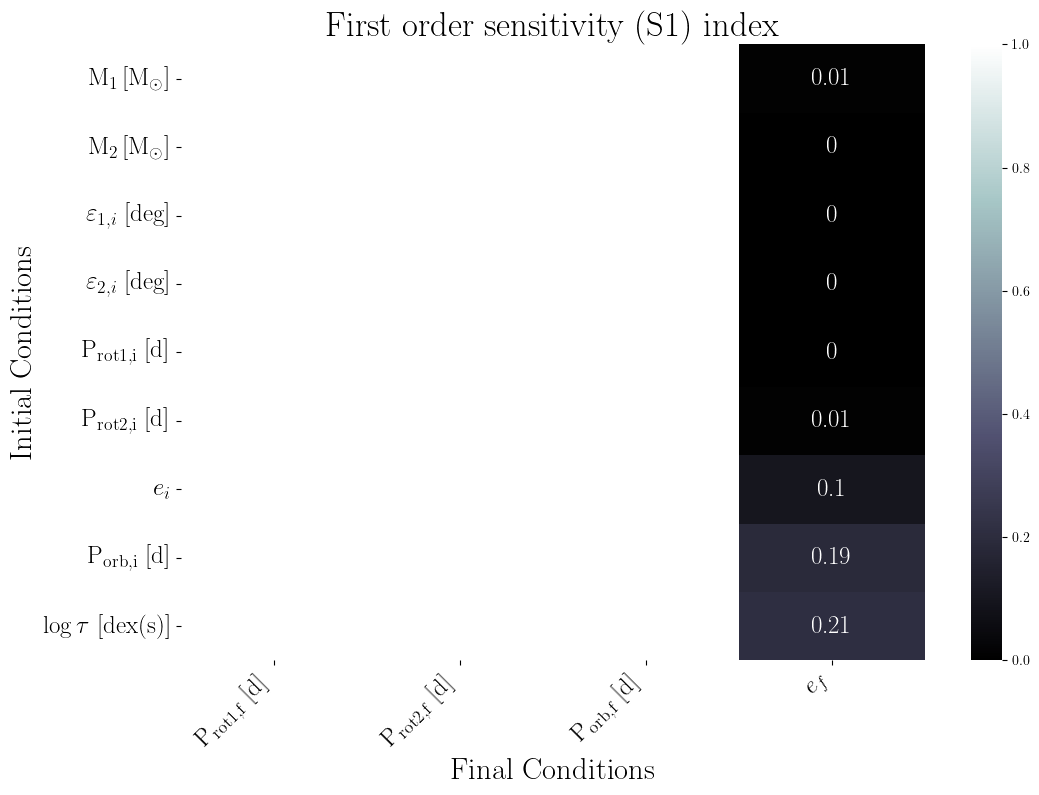 First order sensitivity (S1) index
Initial Conditions
M₁ [M☉]
M₂ [M☉]
ε₁,ᵢ [deg]
ε₂,ᵢ [deg]
Prot1,i [d]
Prot2,i [d]
eᵢ
Porb,i [d]
log τ [dex(s)]
0.01
0
0
0
0
0.01
0.1
0.19
0.21
1.0
0.8
0.6
0.4
0.2
0.0
Prot1,f [d]
Prot2,f [d]
Porb,f [d]
e_f
Final Conditions